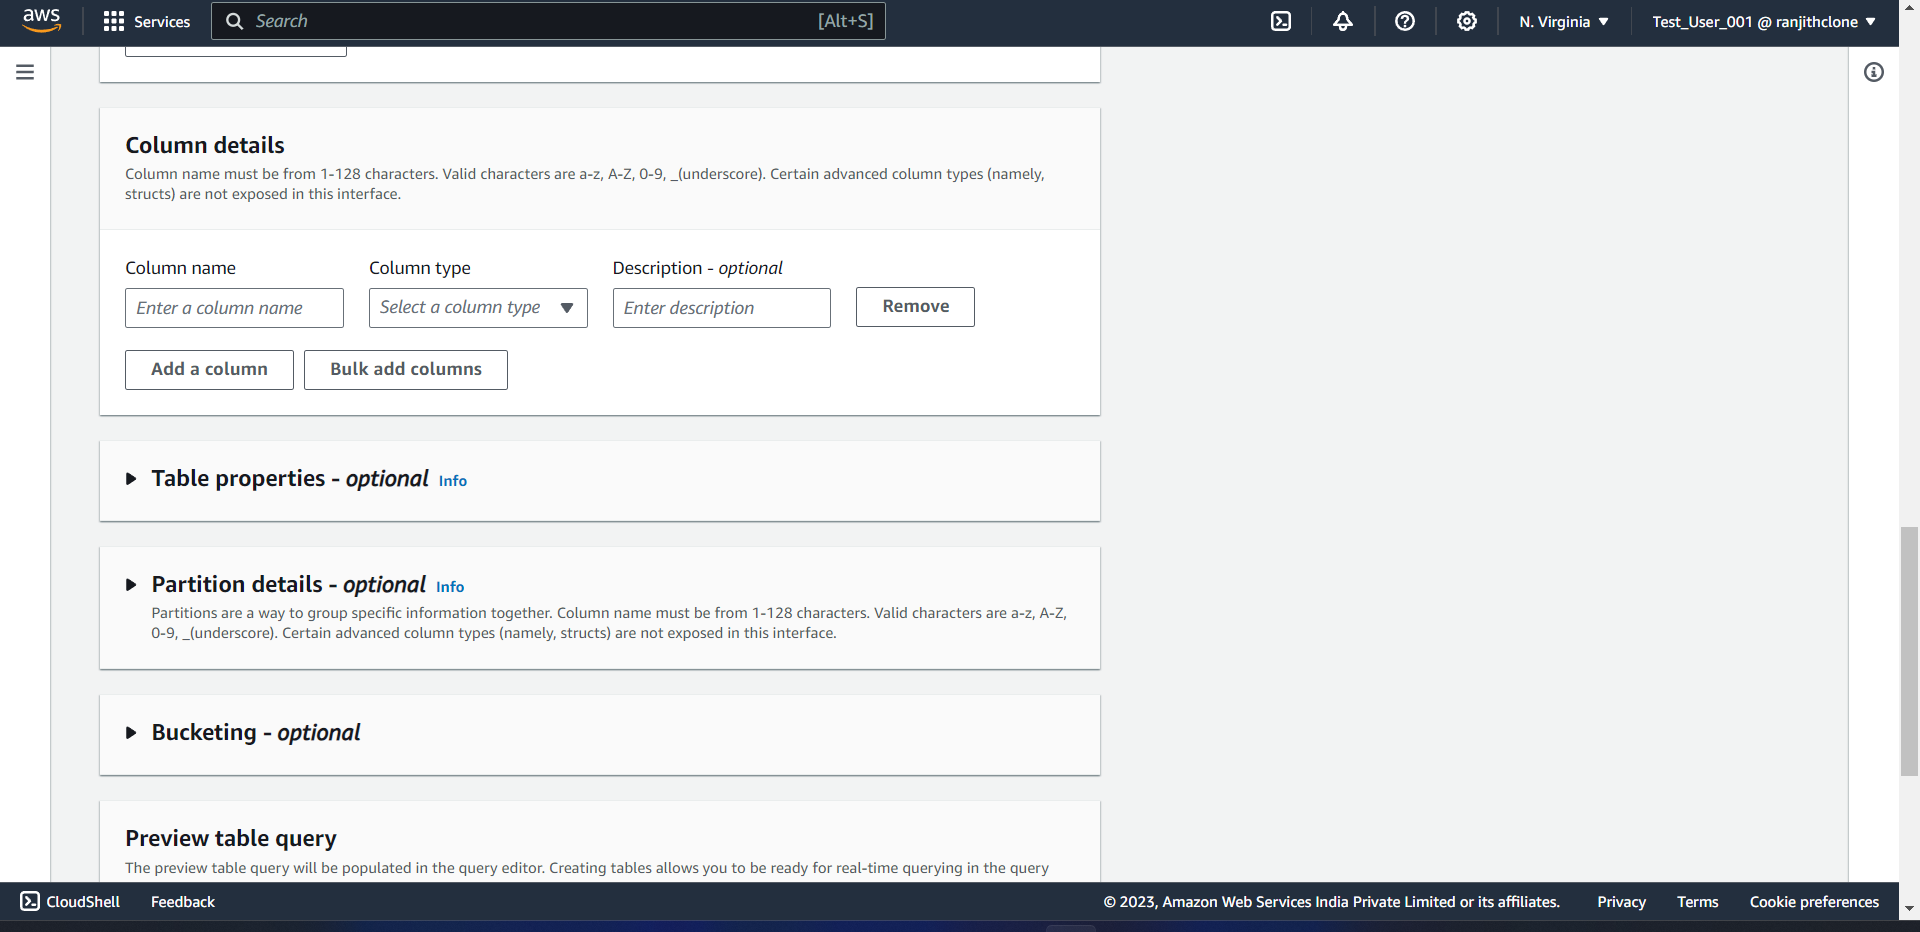 aws
Services
Search
[Alt+S]
N. Virginia
Test_User_001 @ ranjithclone
Column details
Column name must be from 1-128 characters. Valid characters are a-z, A-Z, 0-9, _(underscore). Certain advanced column types (namely,
structs) are not exposed in this interface.
Column name
Column type
Description - optional
Enter a column name
Select a column type
Enter description
Remove
Add a column
Bulk add columns
Table properties - optional Info
Partition details - optional Info
Partitions are a way to group specific information together. Column name must be from 1-128 characters. Valid characters are a-z, A-Z,
0-9, _(underscore). Certain advanced column types (namely, structs) are not exposed in this interface.
Bucketing - optional
Preview table query
The preview table query will be populated in the query editor. Creating tables allows you to be ready for real-time querying in the query
CloudShell
Feedback
© 2023, Amazon Web Services India Private Limited or its affiliates.
Privacy
Terms
Cookie preferences